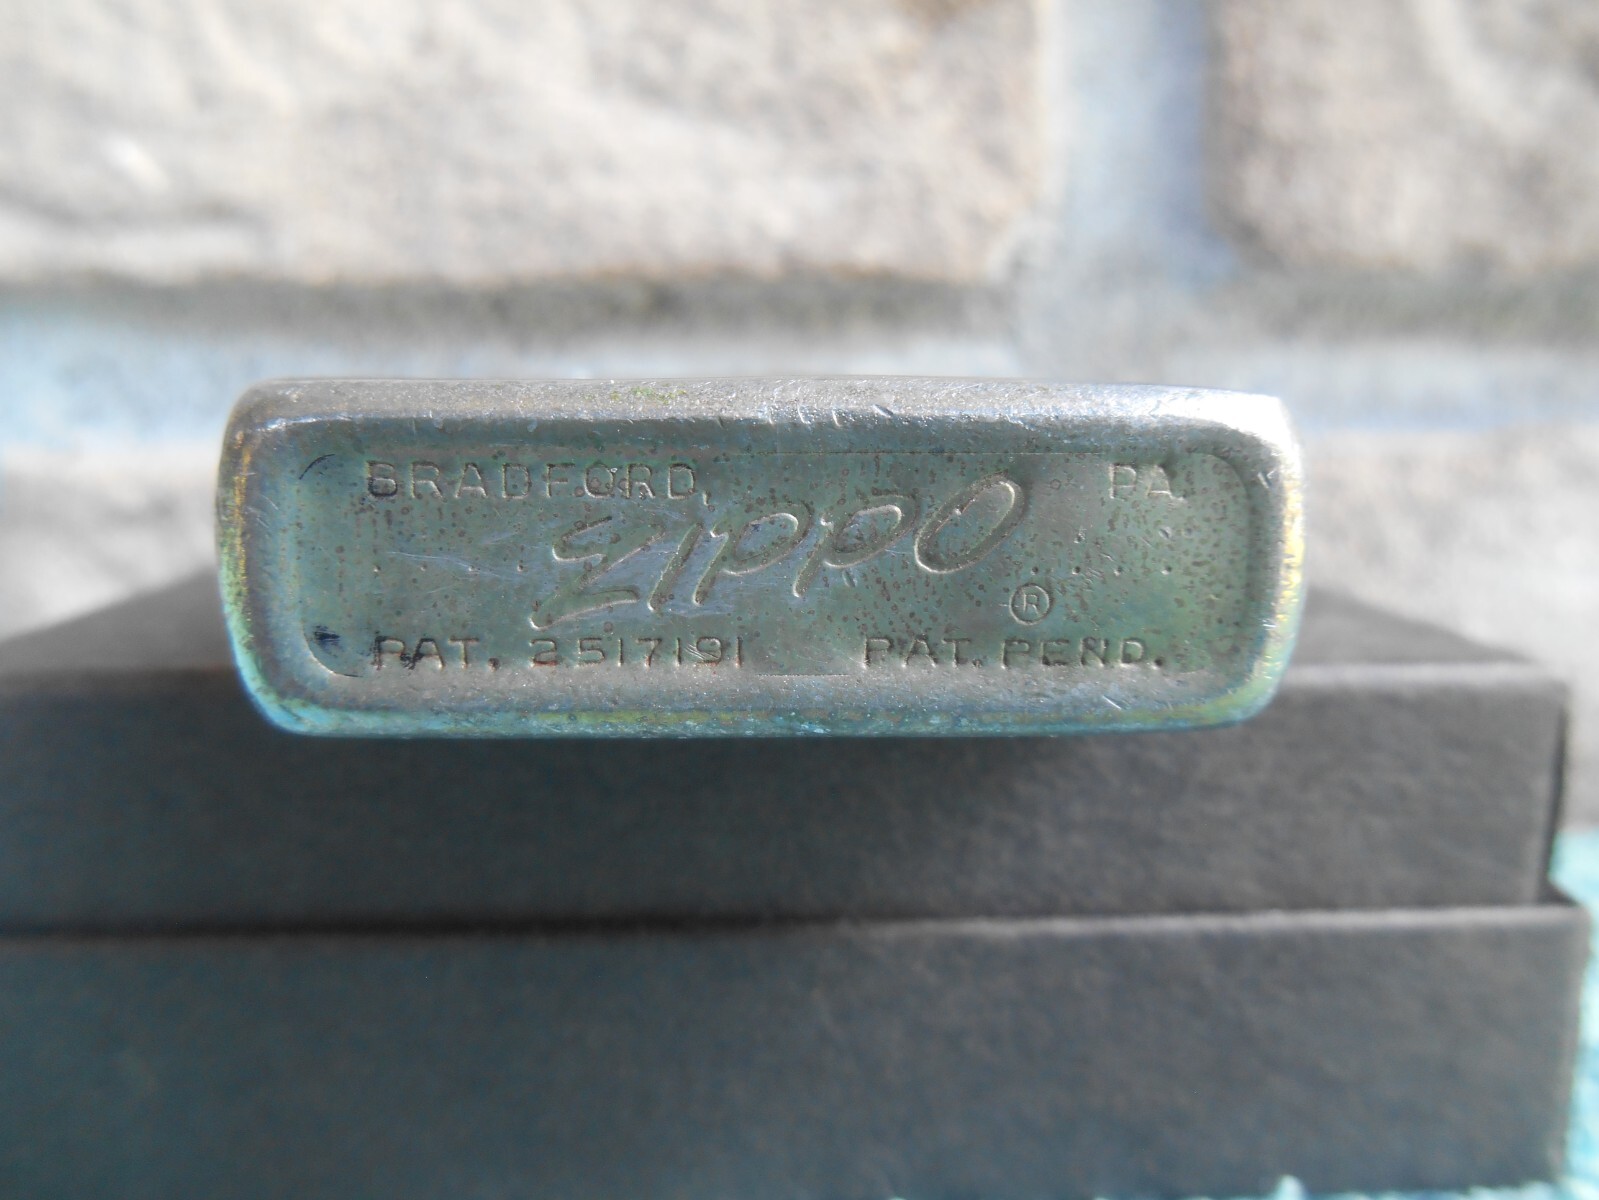 BRADFORD, PA.
Zippo ®
PAT. 2517191 PAT. PEND.